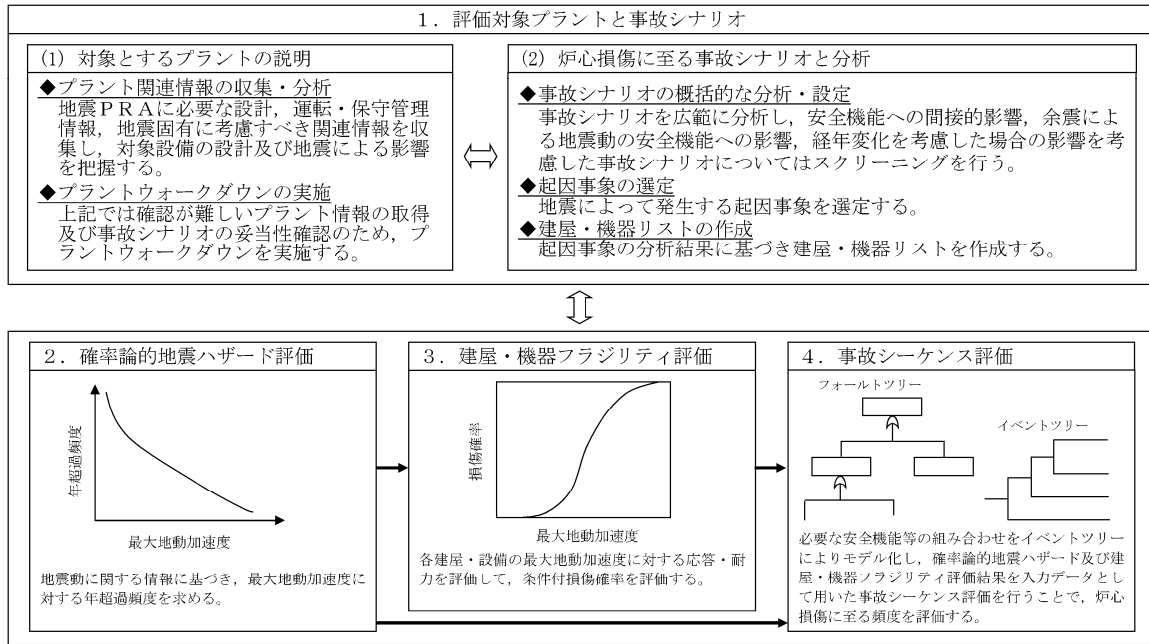 1．評価対象プラントと事故シナリオ
(1) 対象とするプラントの説明
◆プラント関連情報の収集・分析
地震ＰＲＡに必要な設計，運転・保守管理
情報，地震固有に考慮すべき関連情報を収
集し，対象設備の設計及び地震による影響
を把握する。
◆プラントウォークダウンの実施
上記では確認が難しいプラント情報の取得
及び事故シナリオの妥当性確認のため，プ
ラントウォークダウンを実施する。
(2) 炉心損傷に至る事故シナリオと分析
◆事故シナリオの概括的な分析・設定
事故シナリオを広範に分析し，安全機能への間接的影響，余震によ
る地震動の安全機能への影響，経年変化を考慮した場合の影響を考
慮した事故シナリオについてはスクリーニングを行う。
◆起因事象の選定
地震によって発生する起因事象を選定する。
◆建屋・機器リストの作成
起因事象の分析結果に基づき建屋・機器リストを作成する。
2．確率論的地震ハザード評価
年超過頻度
最大地動加速度
地震動に関する情報に基づき，最大地動加速度に
対する年超過頻度を求める。
3．建屋・機器フラジリティ評価
損傷確率
最大地動加速度
各建屋・設備の最大地動加速度に対する応答・耐
力を評価して，条件付損傷確率を評価する。
4．事故シーケンス評価
フォールトツリー
イベントツリー
必要な安全機能等の組み合わせをイベントツリー
によりモデル化し，確率論的地震ハザード及び建
屋・機器フラジリティ評価結果を入力データとし
て用いた事故シーケンス評価を行うことで，炉心
損傷に至る頻度を評価する。